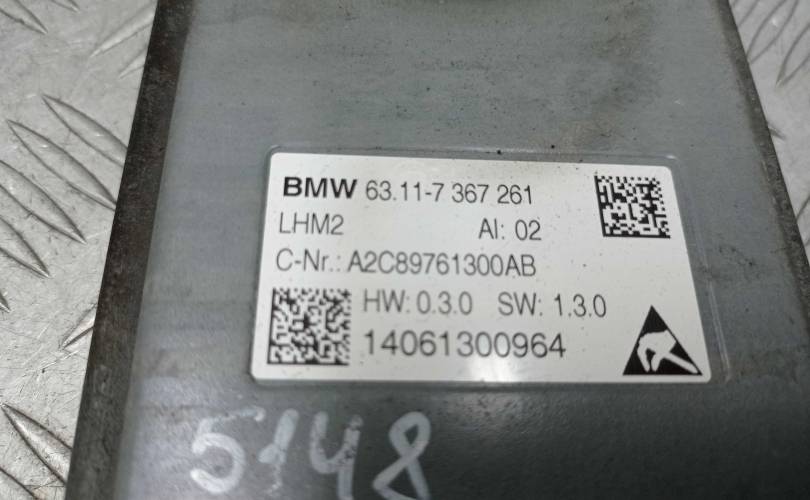 BMW 63.11-7 367 261
LHM2 AI: 02
C-Nr.: A2C89761300AB
HW: 0.3.0 SW: 1.3.0
14061300964
5148